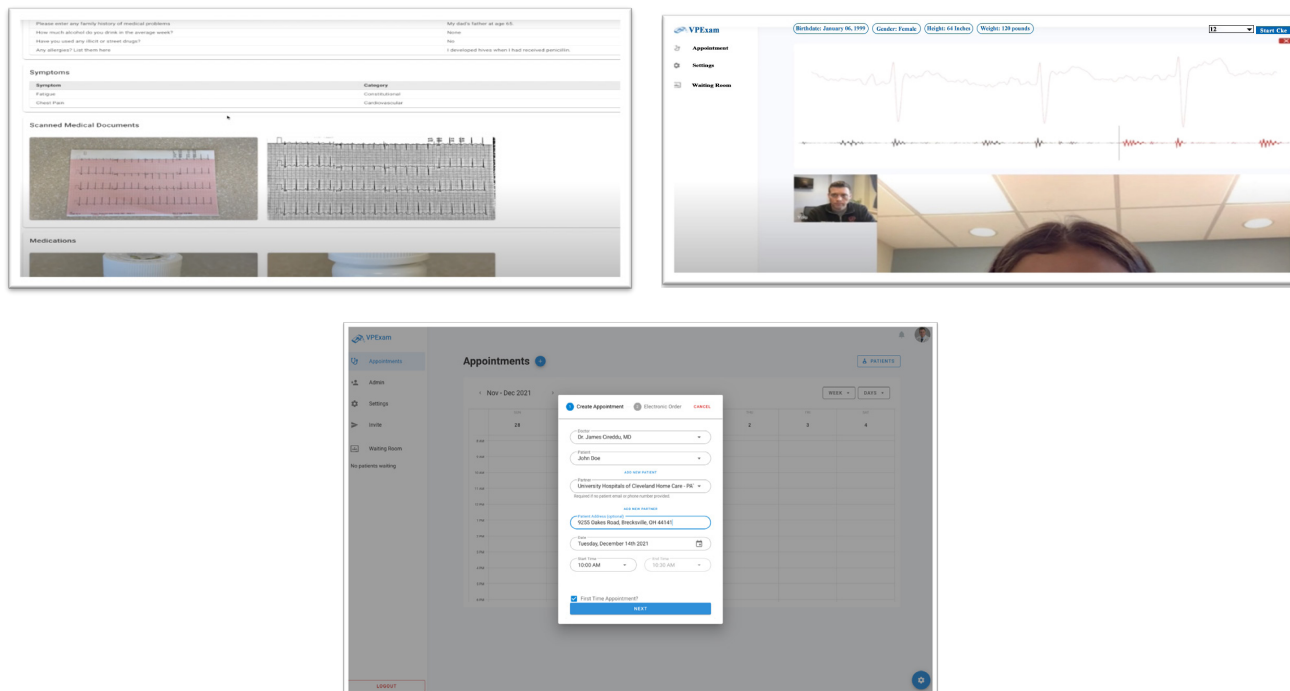 Please enter any family history of medical problems My dad's father at age 65
How much alcohol do you drink in the average week? None
Have you used any illicit or street drugs? No
Any allergies? List them here I developed hives when I had received penicillin.
Symptoms
Symptom Category
Fatigue Constitutional
Chest Pain Cardiovascular
Scanned Medical Documents
Medications
VPExam
Birthdate: January 06, 1999 Gender: Female Height: 64 Inches Weight: 120 pounds
12 Start Cke
Appointment
Settings
Waiting Room
VPExam
Appointments
Admin
Settings
Invite
Waiting Room
No patients waiting
LOGOUT
Appointments
PATIENTS
Nov - Dec 2021
WEEK DAYS
28 2 3 4
1 Create Appointment 2 Electronic Order CANCEL
Doctor
Dr. James Cireddu, MD
Patient
John Doe
ADD NEW PATIENT
Partner
University Hospitals of Cleveland Home Care - PA
Required if no patient email or phone number provided.
ADD NEW PARTNER
Patient Address (optional)
9255 Oakes Road, Brecksville, OH 44141
Date
Tuesday, December 14th 2021
Start Time End Time
10:00 AM 10:30 AM
First Time Appointment?
NEXT